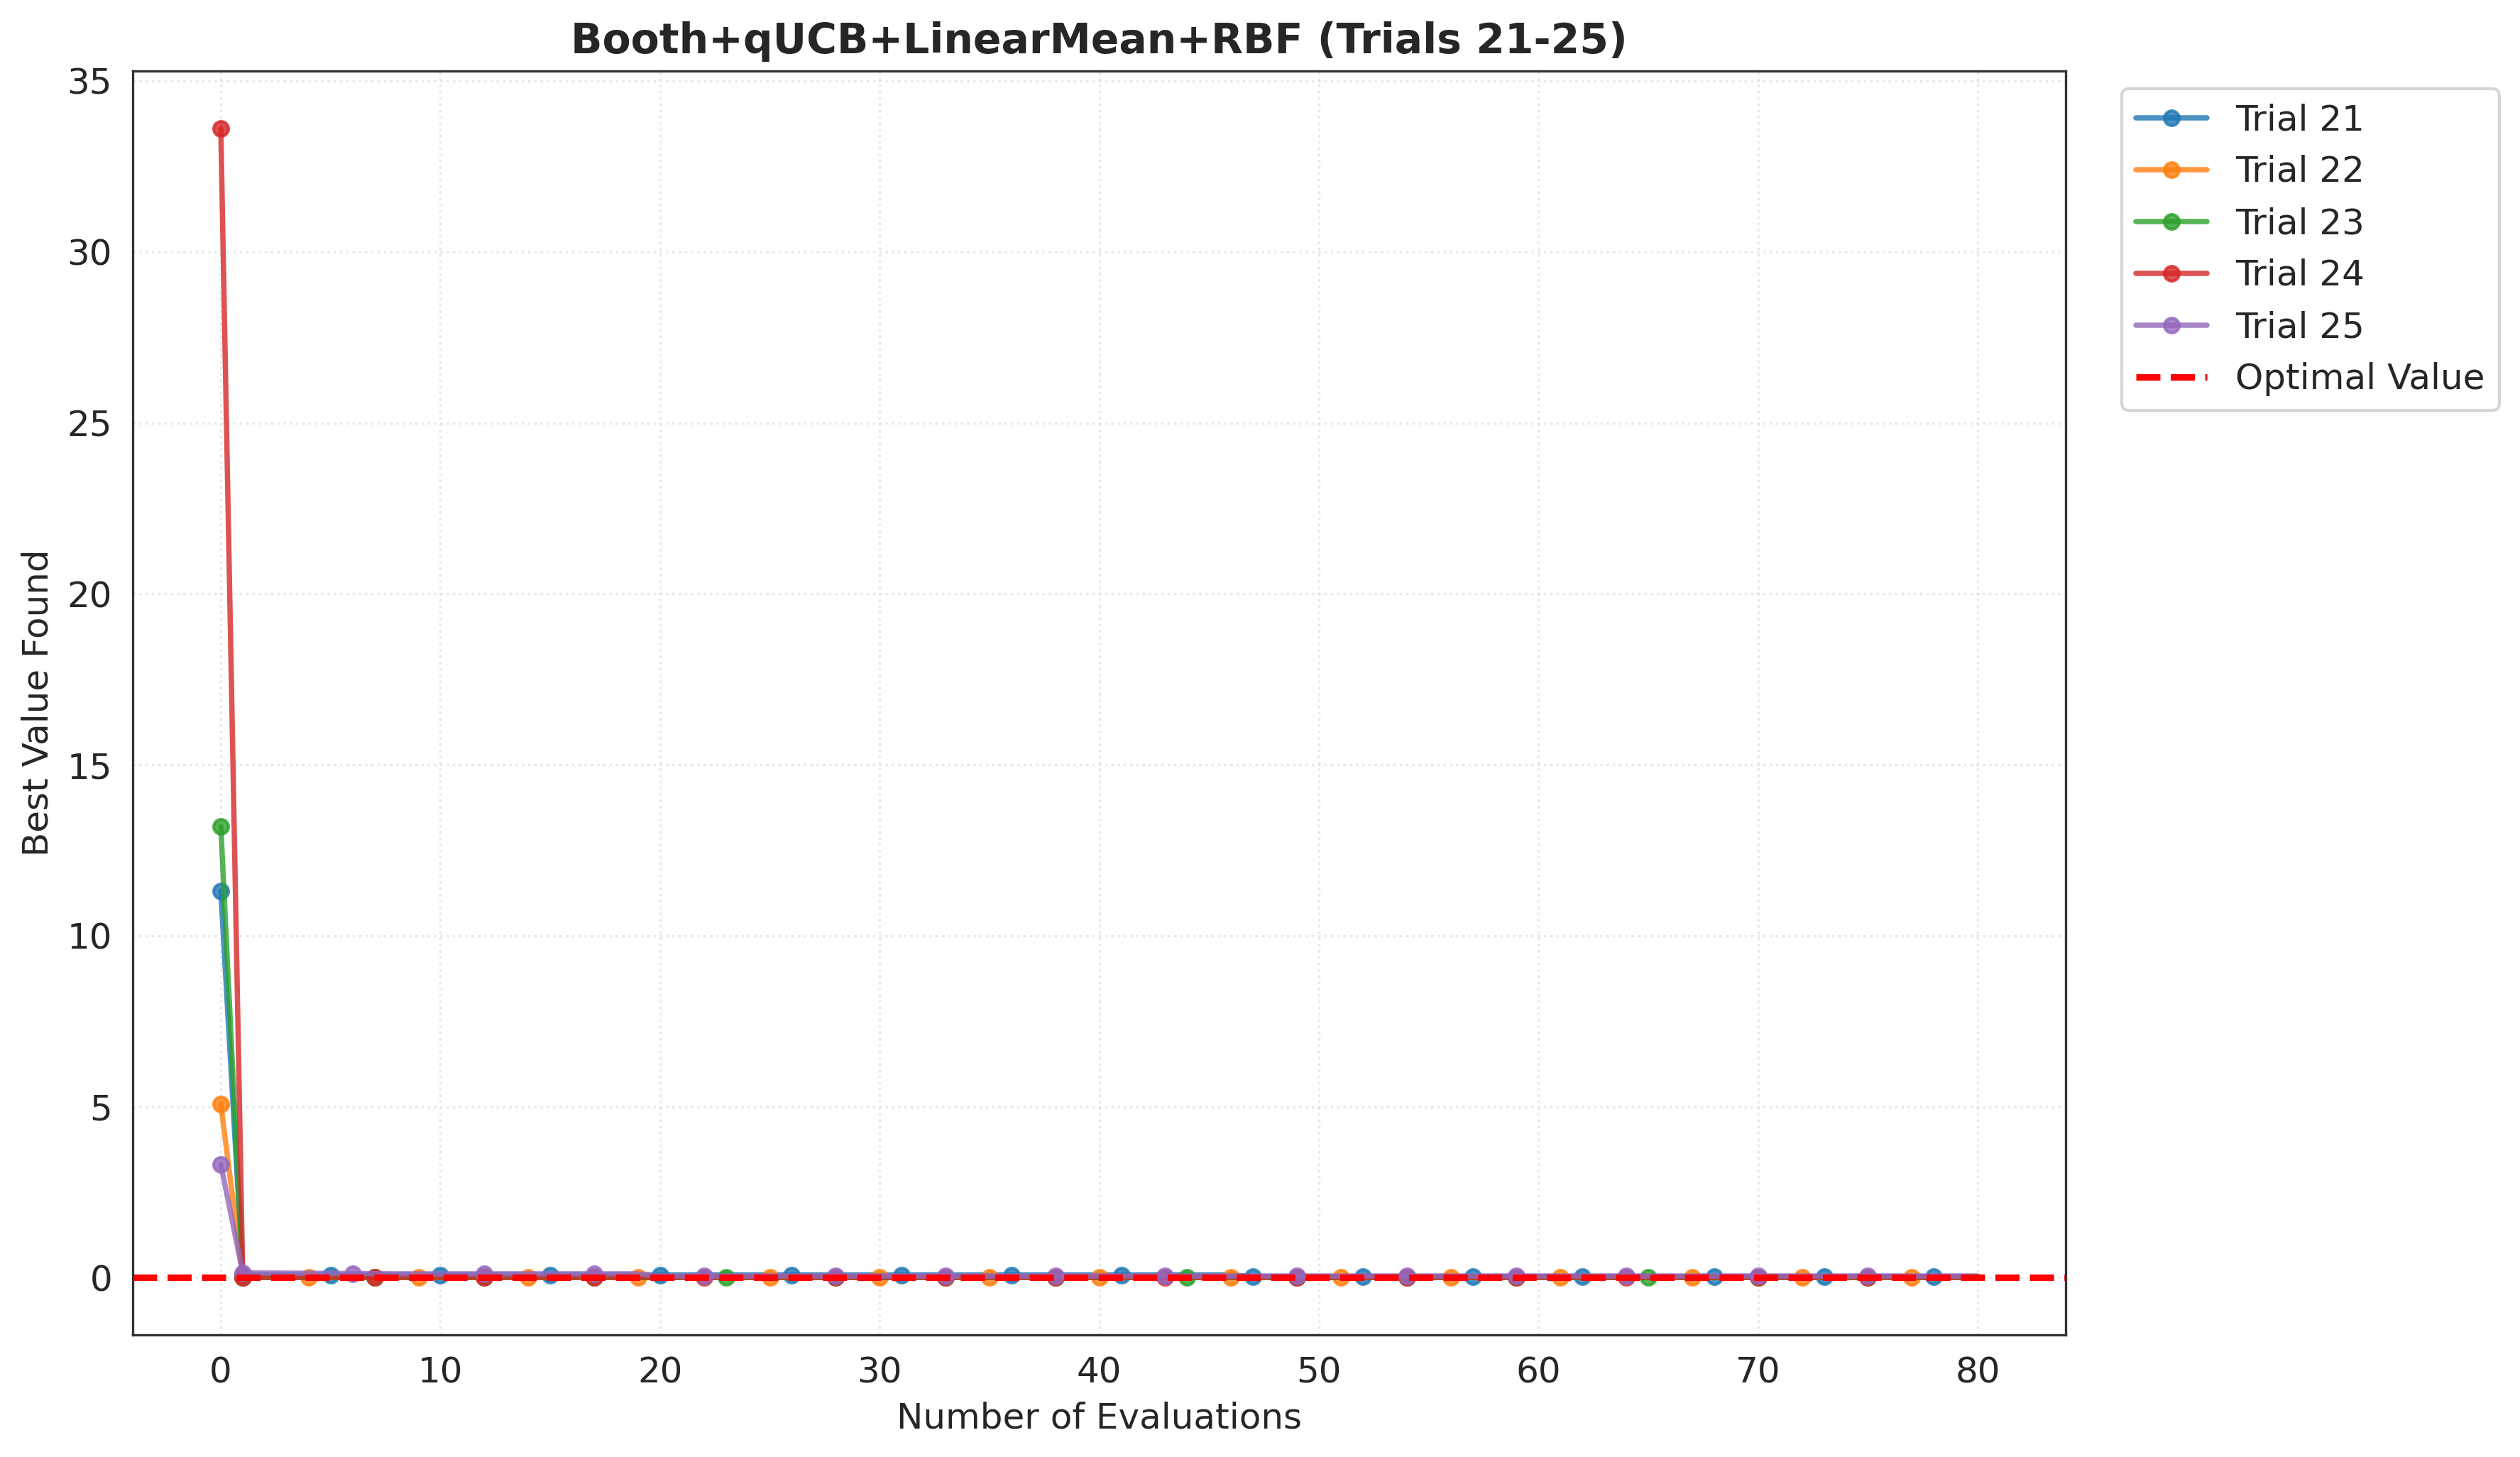 Booth+qUCB+LinearMean+RBF (Trials 21-25)
35
30
25
20
15
10
5
0
Best Value Found
0 10 20 30 40 50 60 70 80
Number of Evaluations
Trial 21
Trial 22
Trial 23
Trial 24
Trial 25
Optimal Value